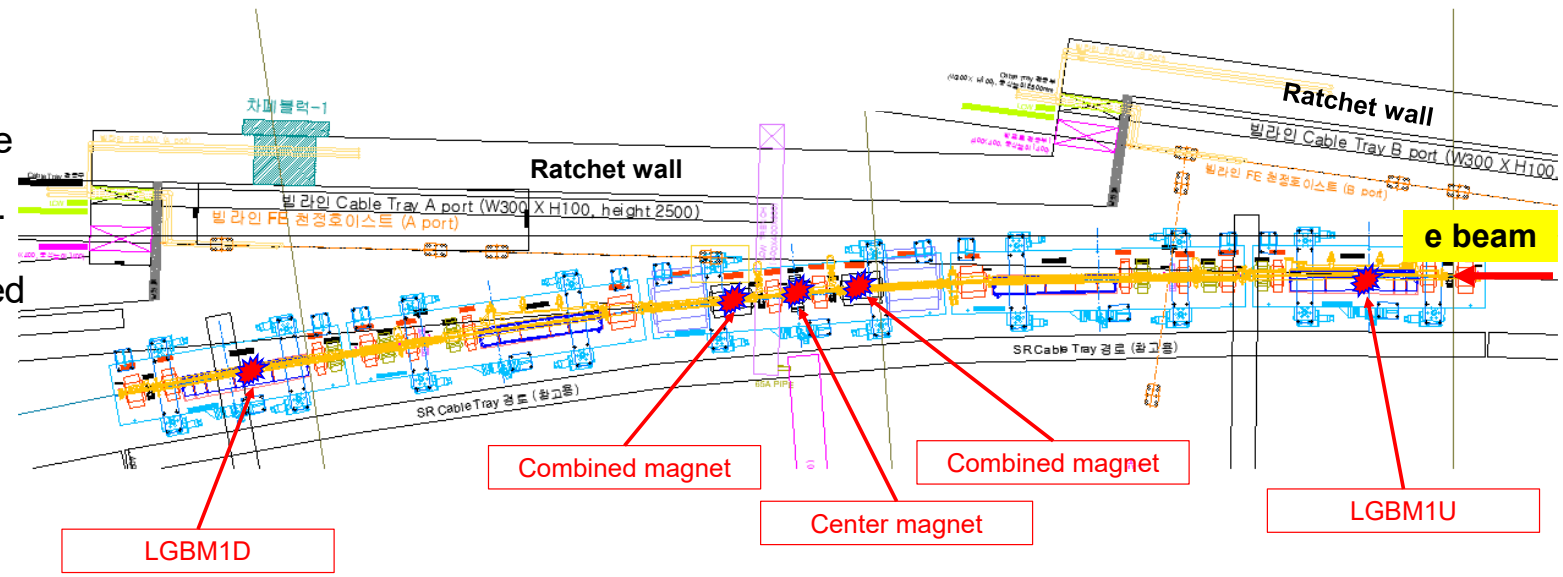 차폐블럭-1
Ratchet wall
빔라인 Cable Tray B port (W300 X H100,
빔라인 FE 천정호이스트 (B port)
e
Ratchet wall
빔라인 Cable Tray A port (W300 X H100, height 2500)
빔라인 FE 천정호이스트 (A port)
e beam
ed
SR Cable Tray 경로 (참고용)
65A PIPE
SR Cable Tray 경로 (참고용)
Combined magnet
Combined magnet
Center magnet
LGBM1U
LGBM1D